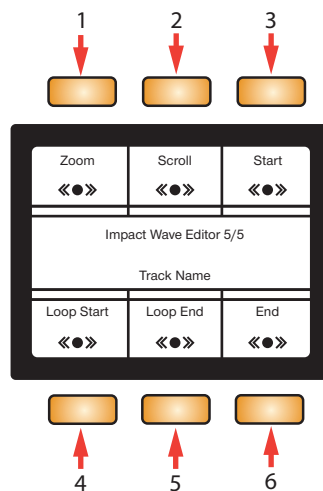 1 2 3
Zoom Scroll Start
«●» «●» «●»
Impact Wave Editor 5/5
Track Name
Loop Start Loop End End
«●» «●» «●»
4 5 6